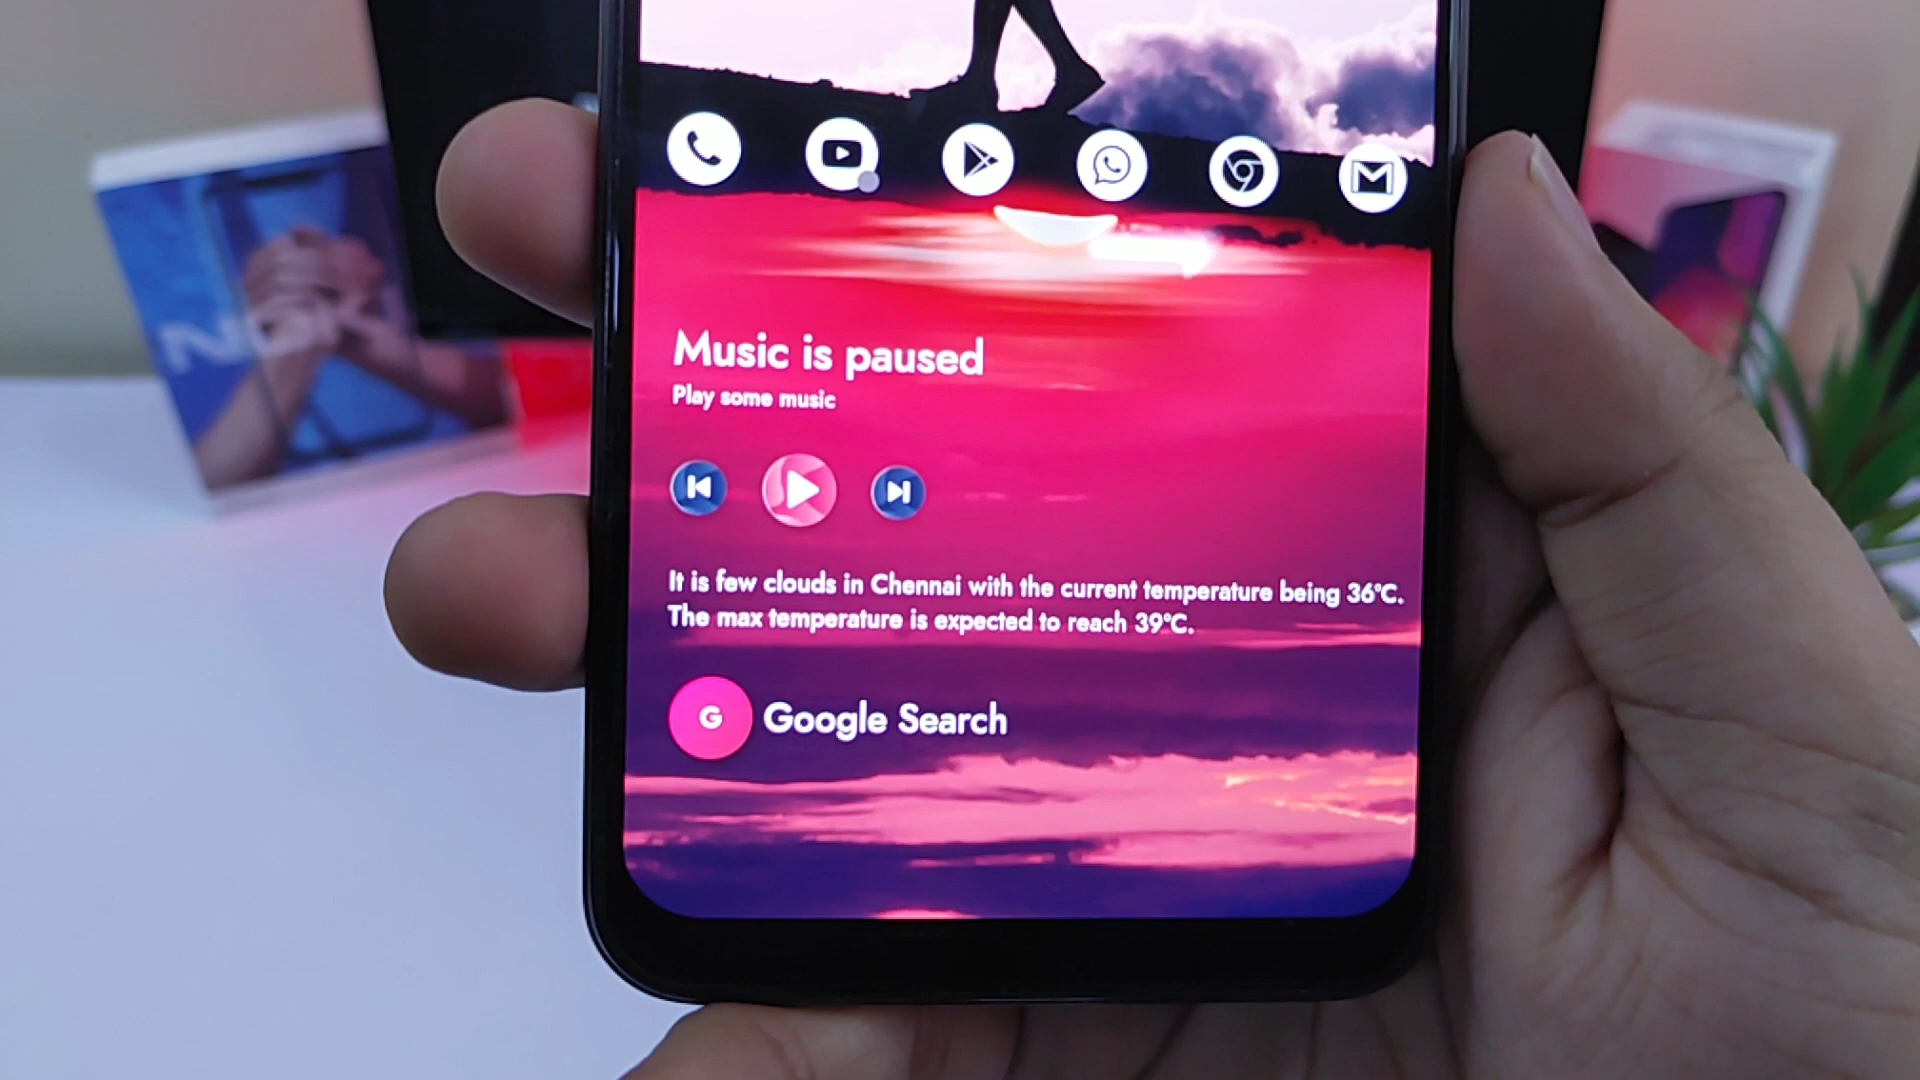 Music is paused
Play some music
It is few clouds in Chennai with the current temperature being 36°C.
The max temperature is expected to reach 39°C.
G Google Search